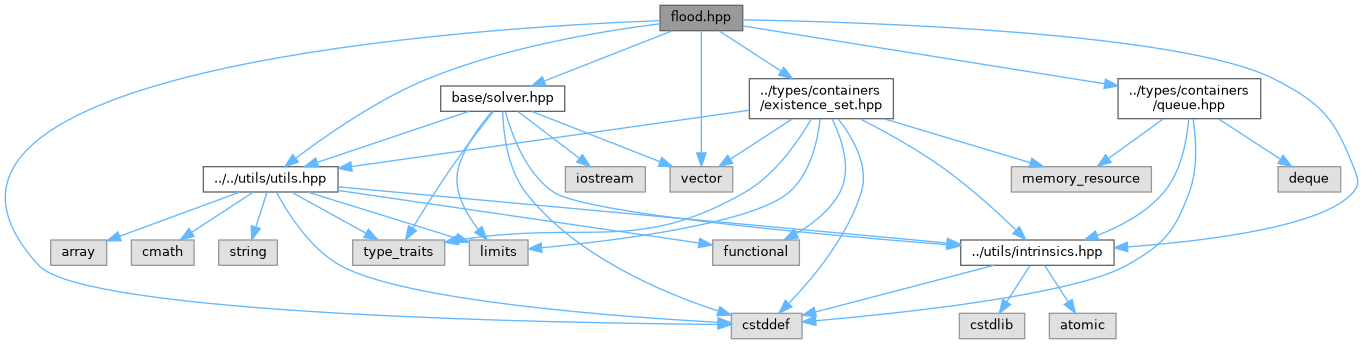 flood.hpp
base/solver.hpp
../types/containers
/existence_set.hpp
../types/containers
/queue.hpp
../../utils/utils.hpp
iostream
vector
memory_resource
deque
array
cmath
string
type_traits
limits
functional
../utils/intrinsics.hpp
cstddef
cstdlib
atomic